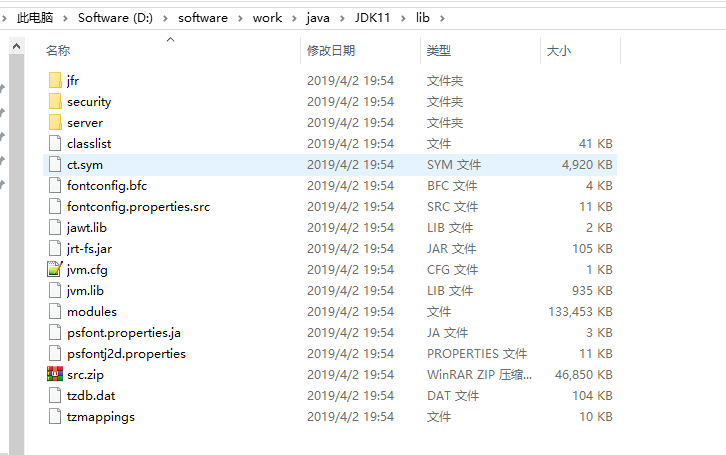 此电脑 > Software (D:) > software > work > java > JDK11 > lib >
名称 修改日期 类型 大小
jfr 2019/4/2 19:54 文件夹
security 2019/4/2 19:54 文件夹
server 2019/4/2 19:54 文件夹
classlist 2019/4/2 19:54 文件 41 KB
ct.sym 2019/4/2 19:54 SYM 文件 4,920 KB
fontconfig.bfc 2019/4/2 19:54 BFC 文件 4 KB
fontconfig.properties.src 2019/4/2 19:54 SRC 文件 11 KB
jawt.lib 2019/4/2 19:54 LIB 文件 2 KB
jrt-fs.jar 2019/4/2 19:54 JAR 文件 105 KB
jvm.cfg 2019/4/2 19:54 CFG 文件 1 KB
jvm.lib 2019/4/2 19:54 LIB 文件 935 KB
modules 2019/4/2 19:54 文件 133,453 KB
psfont.properties.ja 2019/4/2 19:54 JA 文件 3 KB
psfontj2d.properties 2019/4/2 19:54 PROPERTIES 文件 11 KB
src.zip 2019/4/2 19:54 WinRAR ZIP 压缩... 46,850 KB
tzdb.dat 2019/4/2 19:54 DAT 文件 104 KB
tzmappings 2019/4/2 19:54 文件 10 KB